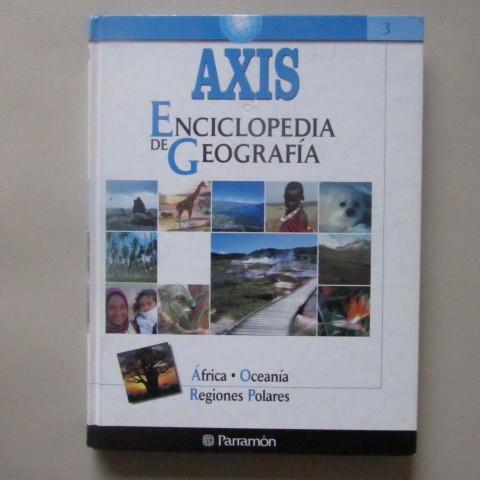 3
AXIS
ENCICLOPEDIA
DE GEOGRAFÍA
África • Oceanía
Regiones Polares
Parramón